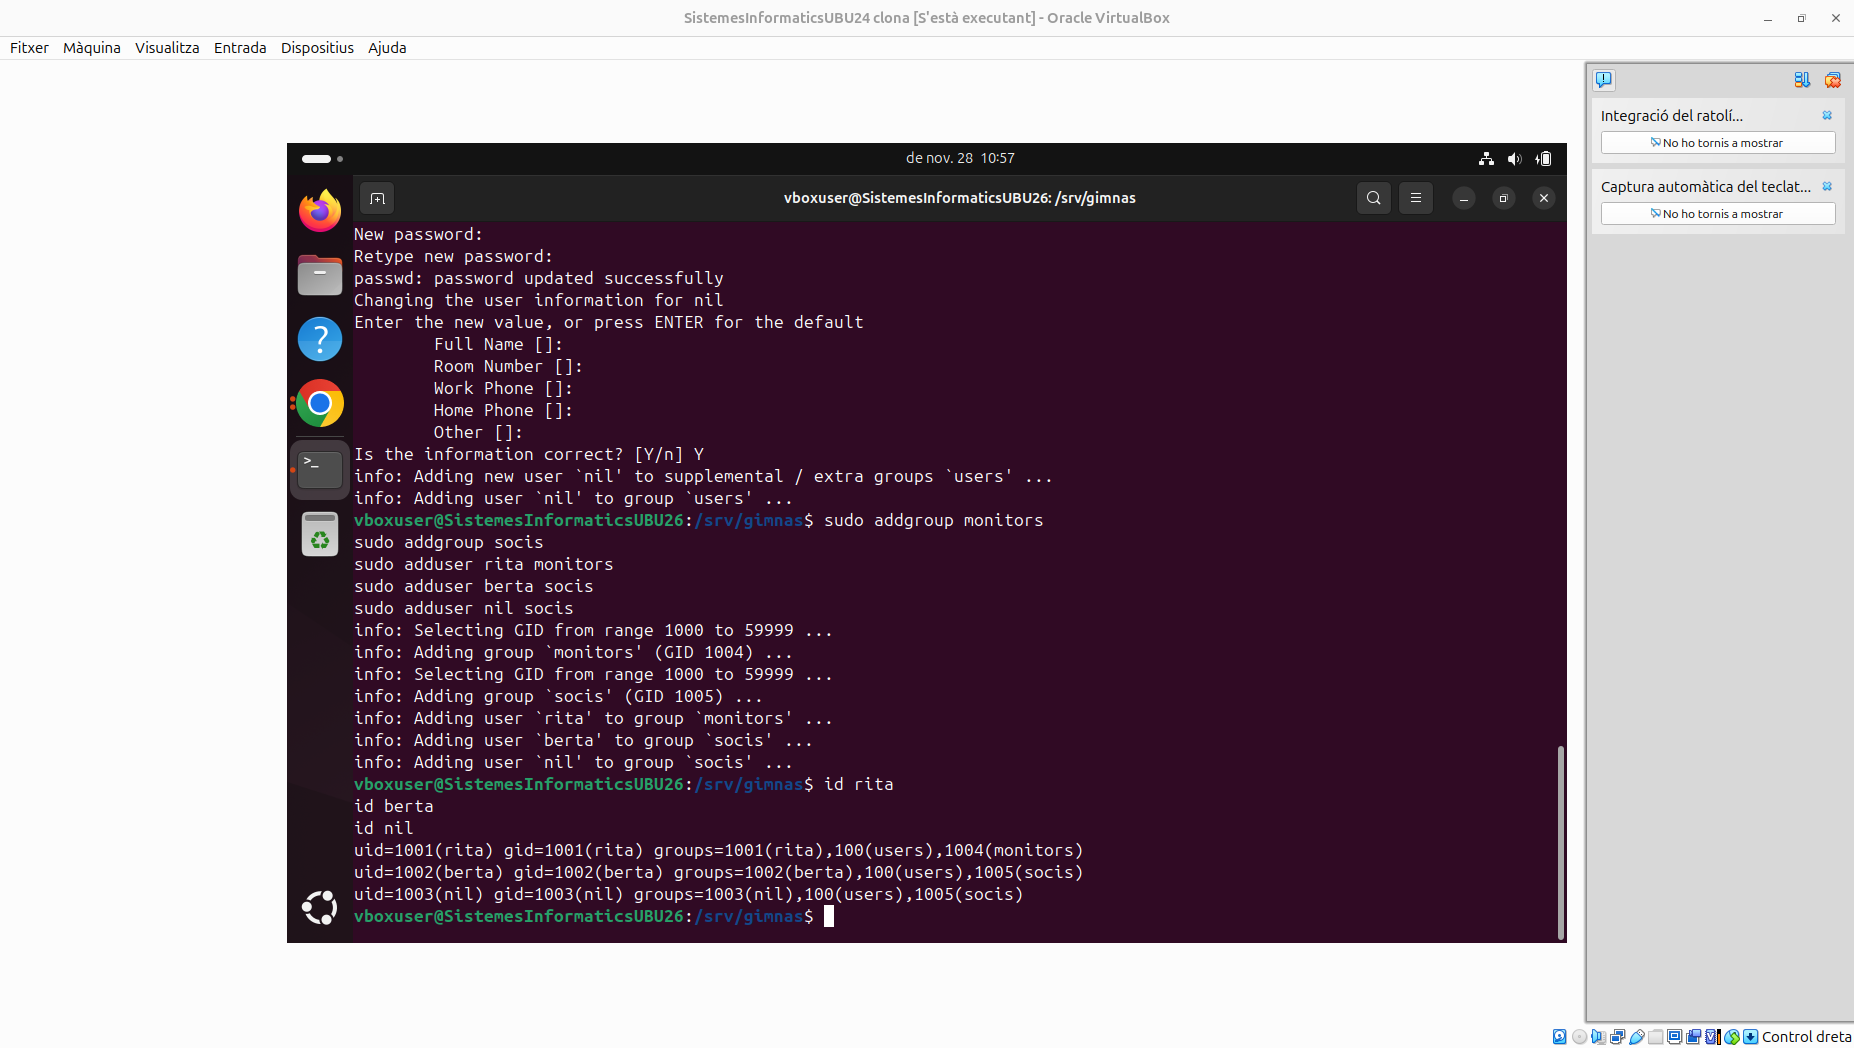 SistemesInformaticsUBU24 clona [S'està executant] - Oracle VirtualBox
Fitxer Màquina Visualitza Entrada Dispositius Ajuda
Integració del ratolí...
No ho tornis a mostrar
Captura automàtica del teclat...
No ho tornis a mostrar
de nov. 28 10:57
vboxuser@SistemesInformaticsUBU26: /srv/gimnas
New password:
Retype new password:
passwd: password updated successfully
Changing the user information for nil
Enter the new value, or press ENTER for the default
Full Name []:
Room Number []:
Work Phone []:
Home Phone []:
Other []:
Is the information correct? [Y/n] Y
info: Adding new user `nil' to supplemental / extra groups `users' ...
info: Adding user `nil' to group `users' ...
vboxuser@SistemesInformaticsUBU26:/srv/gimnas$ sudo addgroup monitors
sudo addgroup socis
sudo adduser rita monitors
sudo adduser berta socis
sudo adduser nil socis
info: Selecting GID from range 1000 to 59999 ...
info: Adding group `monitors' (GID 1004) ...
info: Selecting GID from range 1000 to 59999 ...
info: Adding group `socis' (GID 1005) ...
info: Adding user `rita' to group `monitors' ...
info: Adding user `berta' to group `socis' ...
info: Adding user `nil' to group `socis' ...
vboxuser@SistemesInformaticsUBU26:/srv/gimnas$ id rita
id berta
id nil
uid=1001(rita) gid=1001(rita) groups=1001(rita),100(users),1004(monitors)
uid=1002(berta) gid=1002(berta) groups=1002(berta),100(users),1005(socis)
uid=1003(nil) gid=1003(nil) groups=1003(nil),100(users),1005(socis)
vboxuser@SistemesInformaticsUBU26:/srv/gimnas$
Control dreta